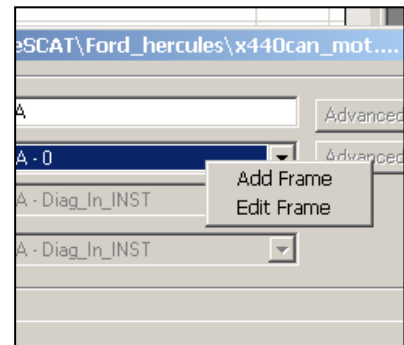 eSCAT\Ford_hercules\x440can_mot....
A
Advanced
A - 0
Advanced
Add Frame
Edit Frame
A - Diag_In_INST
A - Diag_In_INST